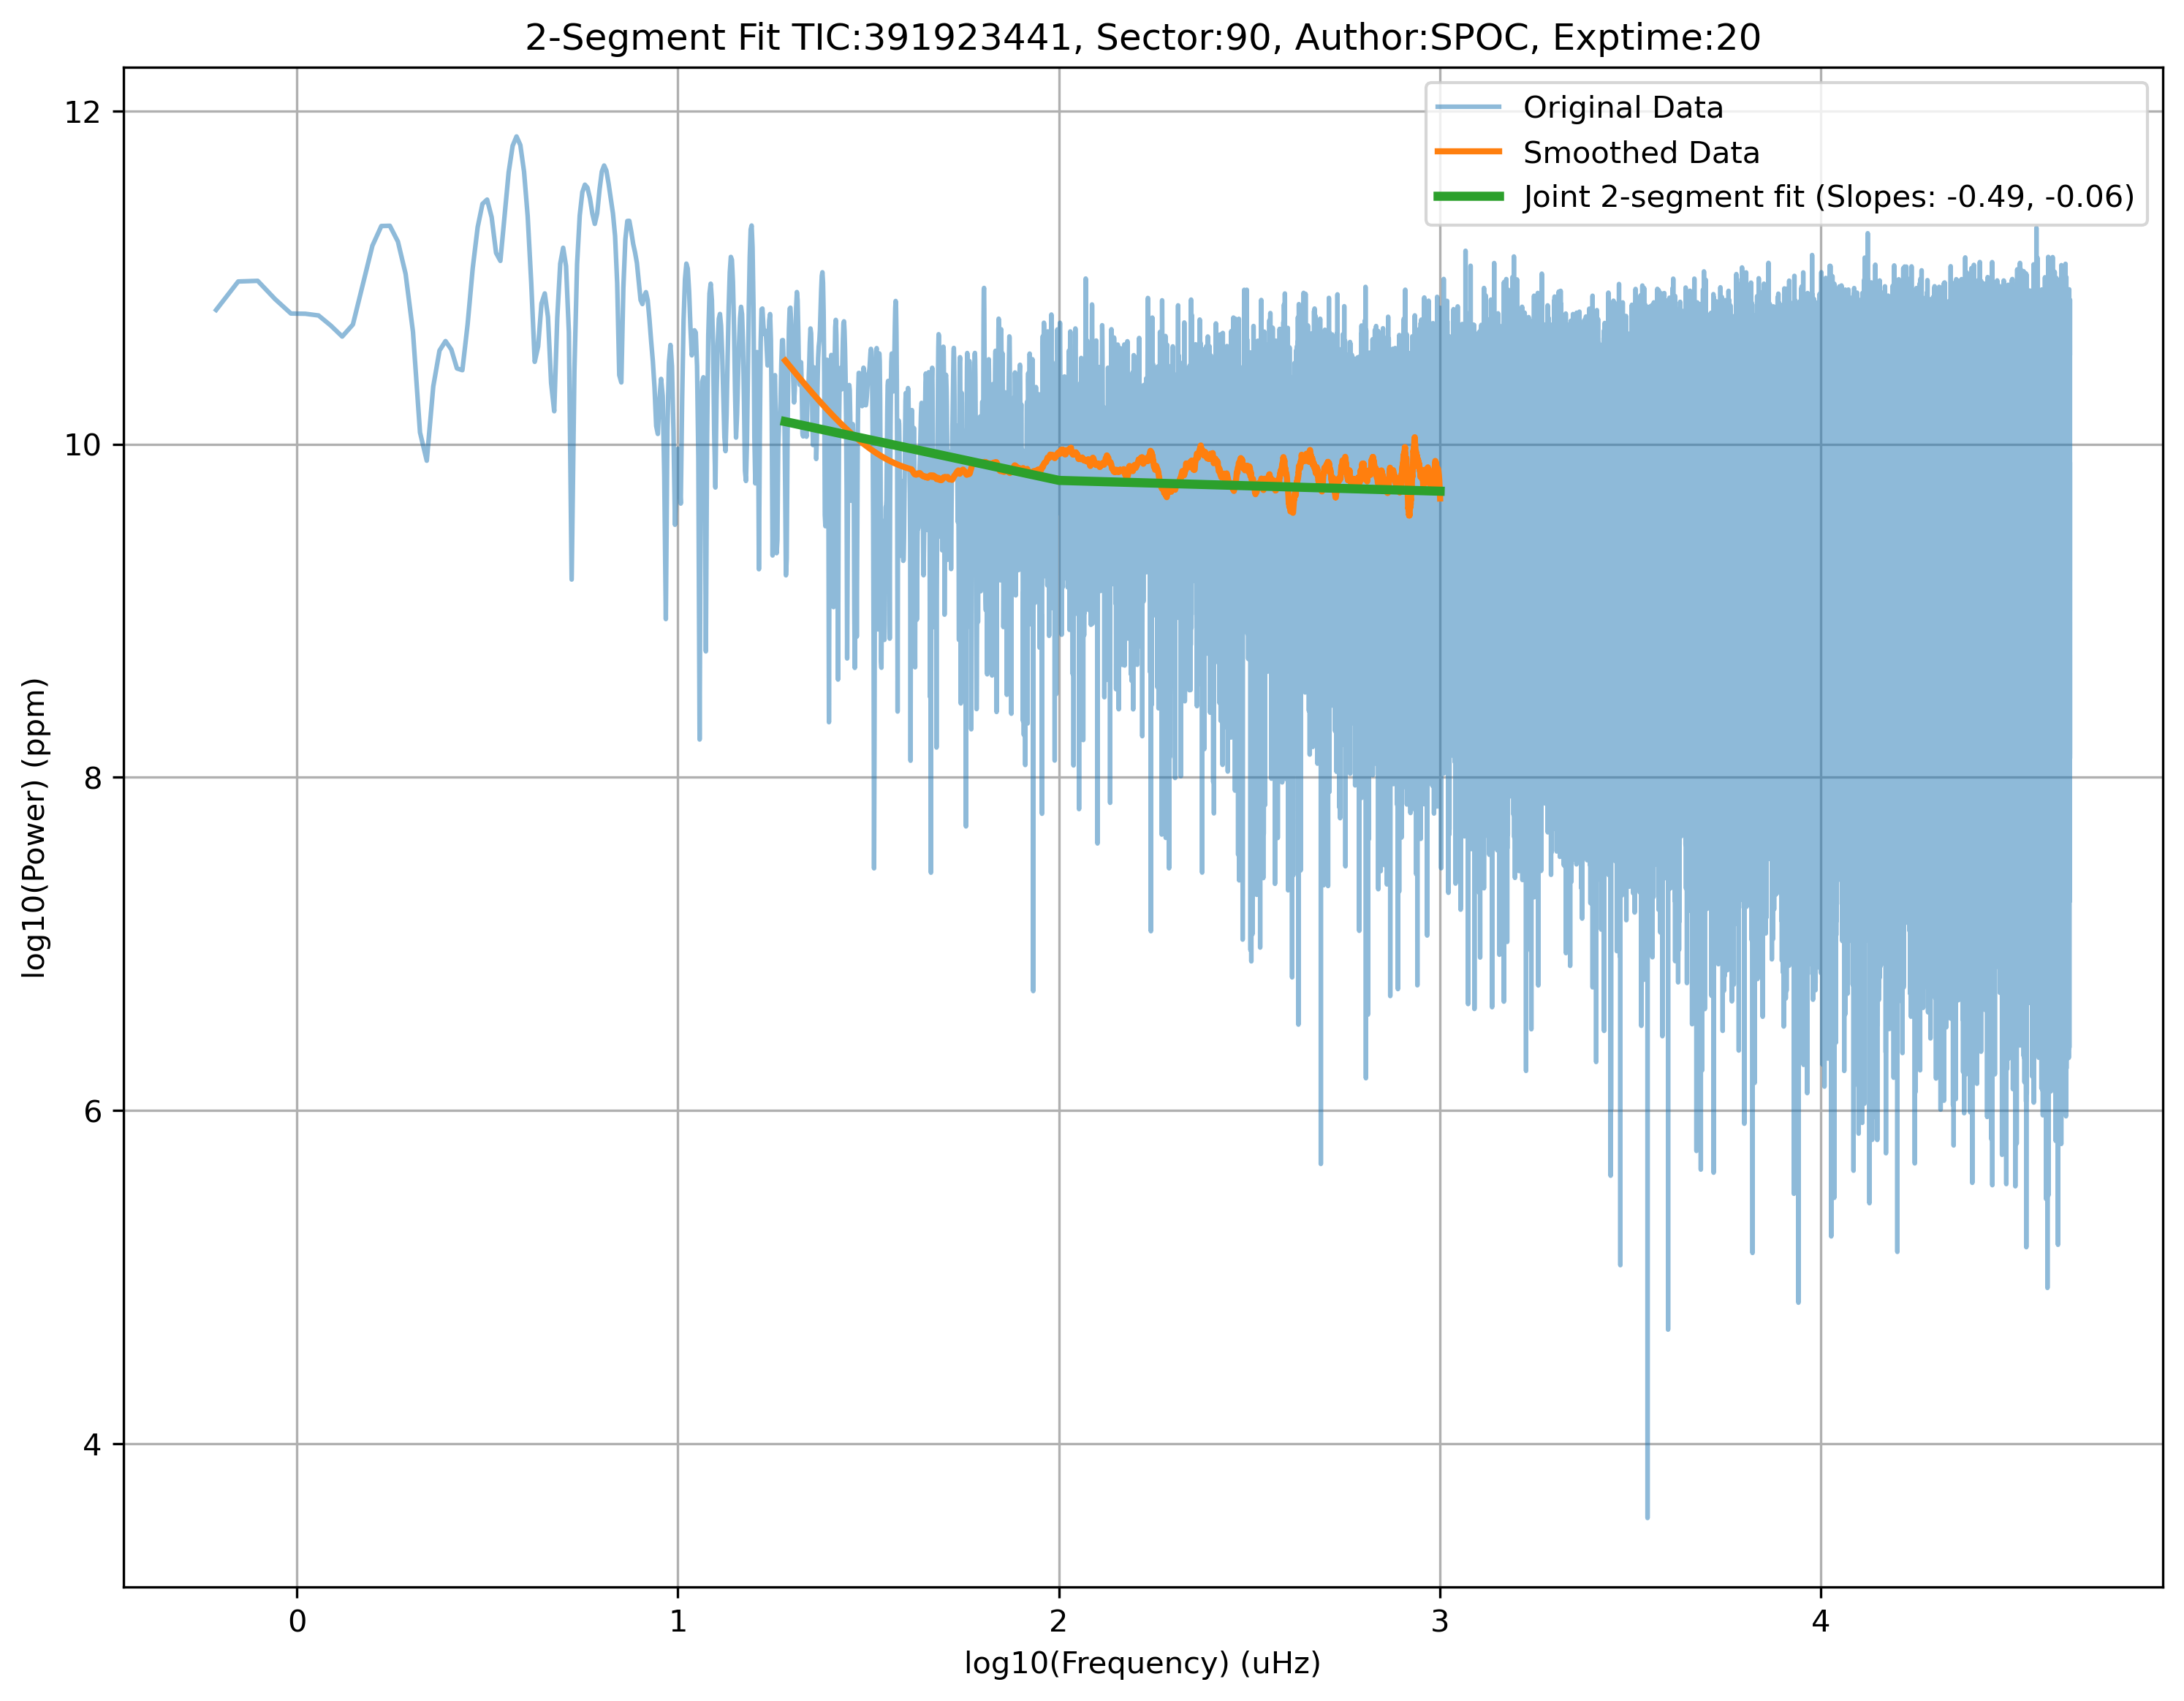 2-Segment Fit TIC:391923441, Sector:90, Author:SPOC, Exptime:20
Original Data
Smoothed Data
Joint 2-segment fit (Slopes: -0.49, -0.06)
log10(Power) (ppm)
12
10
8
6
4
0 1 2 3 4
log10(Frequency) (uHz)